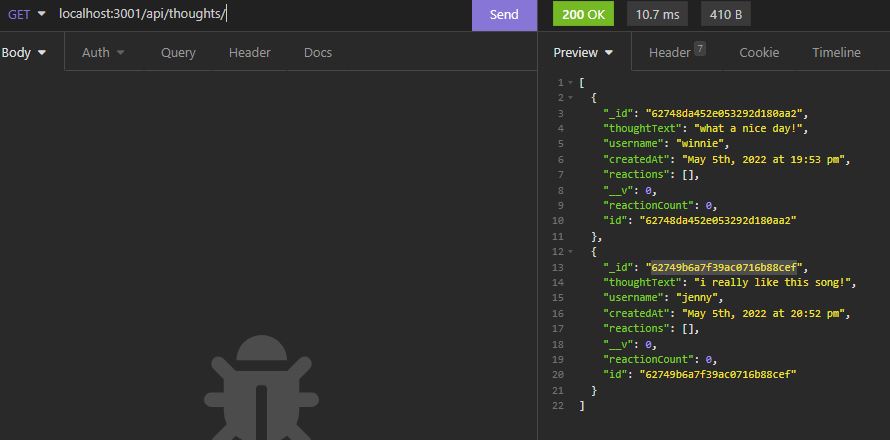 GET localhost:3001/api/thoughts/ Send 200 OK 10.7 ms 410 B
Body Auth Query Header Docs Preview Header 7 Cookie Timeline
1 [
2 {
3 "_id": "62748da452e053292d180aa2",
4 "thoughtText": "what a nice day!",
5 "username": "winnie",
6 "createdAt": "May 5th, 2022 at 19:53 pm",
7 "reactions": [],
8 "__v": 0,
9 "reactionCount": 0,
10 "id": "62748da452e053292d180aa2"
11 },
12 {
13 "_id": "62749b6a7f39ac0716b88cef",
14 "thoughtText": "i really like this song!",
15 "username": "jenny",
16 "createdAt": "May 5th, 2022 at 20:52 pm",
17 "reactions": [],
18 "__v": 0,
19 "reactionCount": 0,
20 "id": "62749b6a7f39ac0716b88cef"
21 }
22 ]